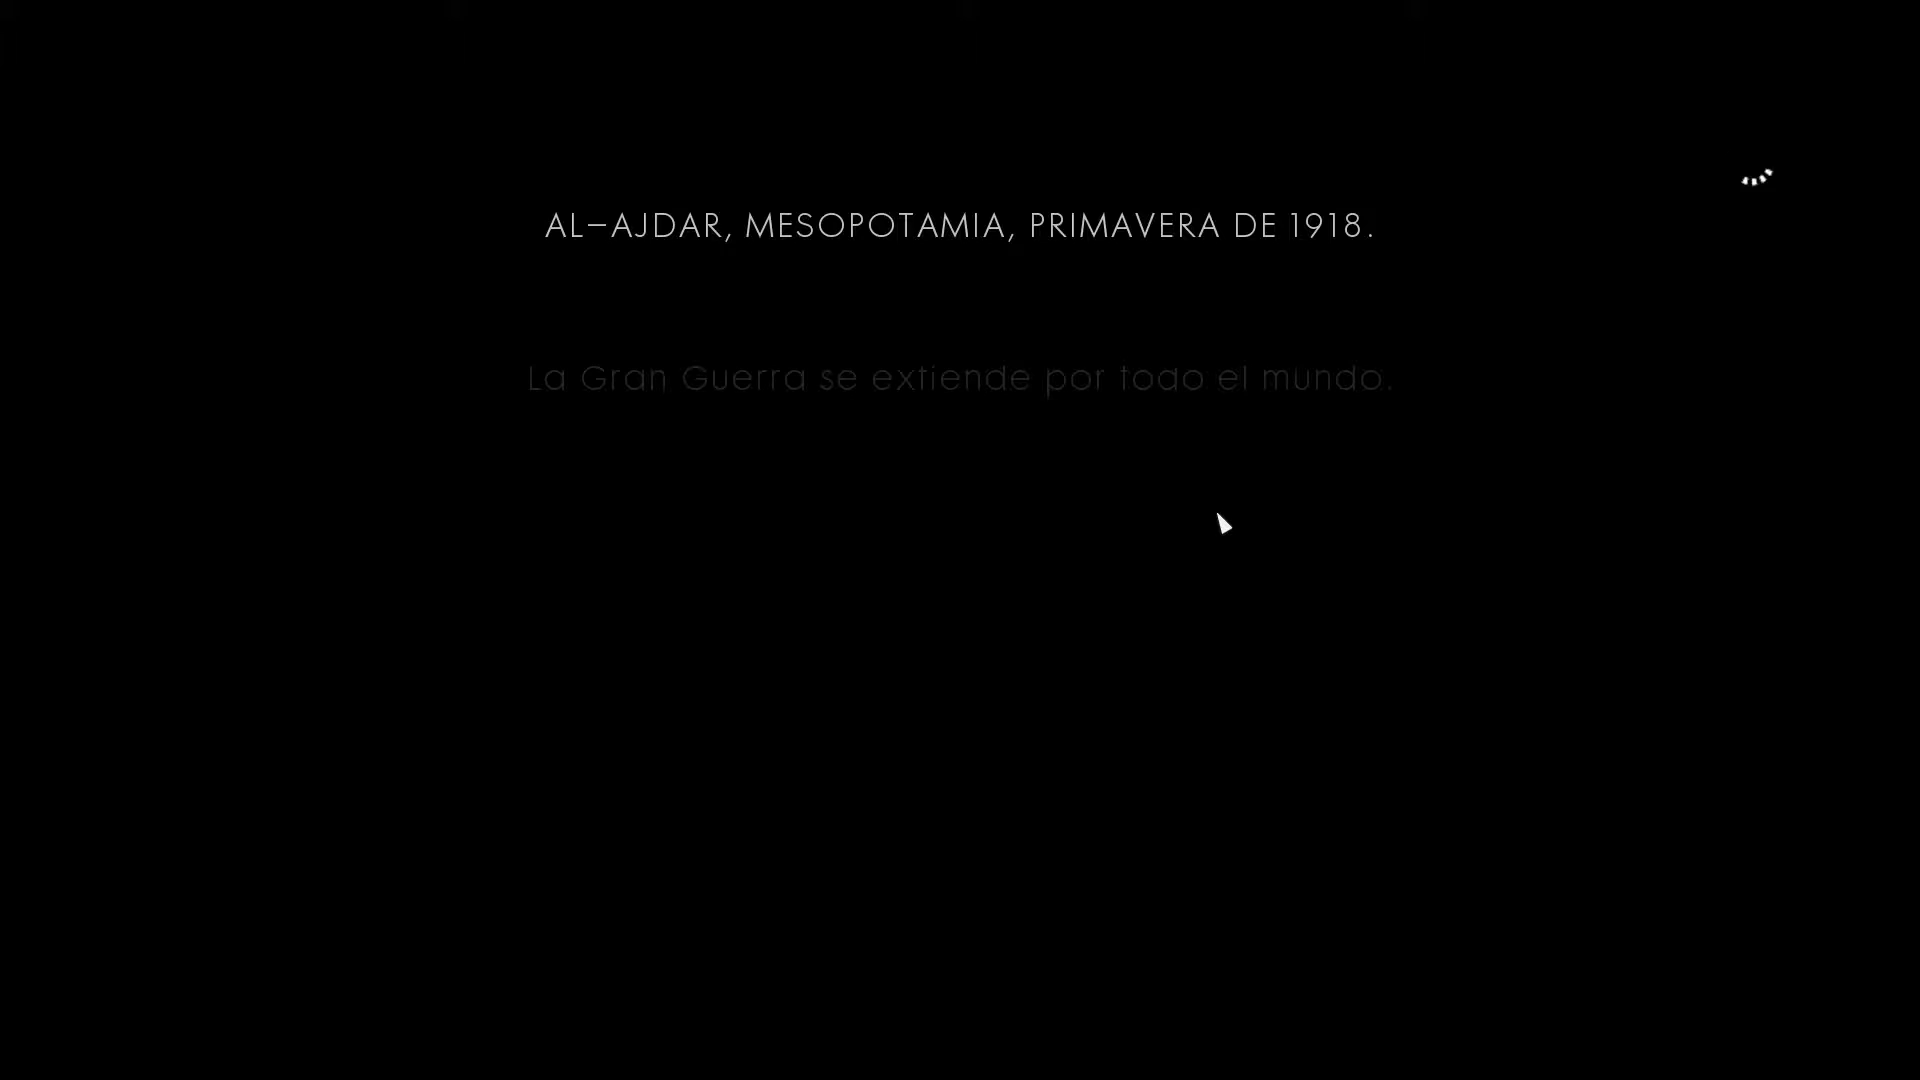 AL–AJDAR, MESOPOTAMIA, PRIMAVERA DE 1918.
La Gran Guerra se extiende por todo el mundo.